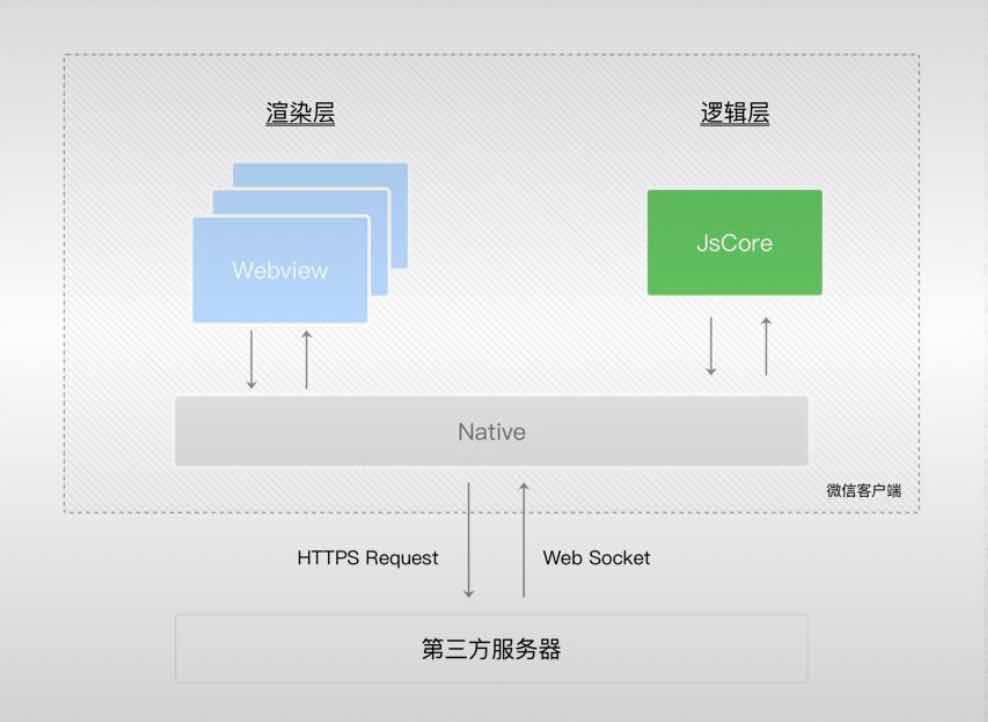 渲染层
逻辑层
Webview
JsCore
Native
微信客户端
HTTPS Request
Web Socket
第三方服务器